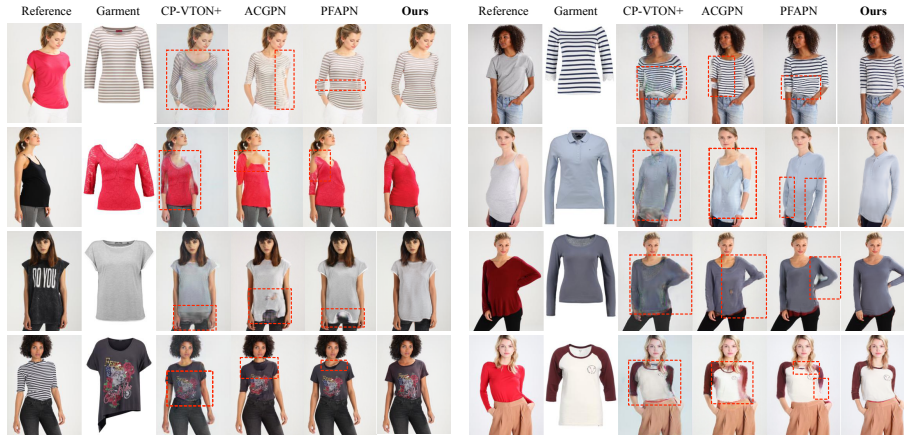 Reference Garment CP-VTON+ ACGPN PFAPN Ours Reference Garment CP-VTON+ ACGPN PFAPN Ours
DO YOU